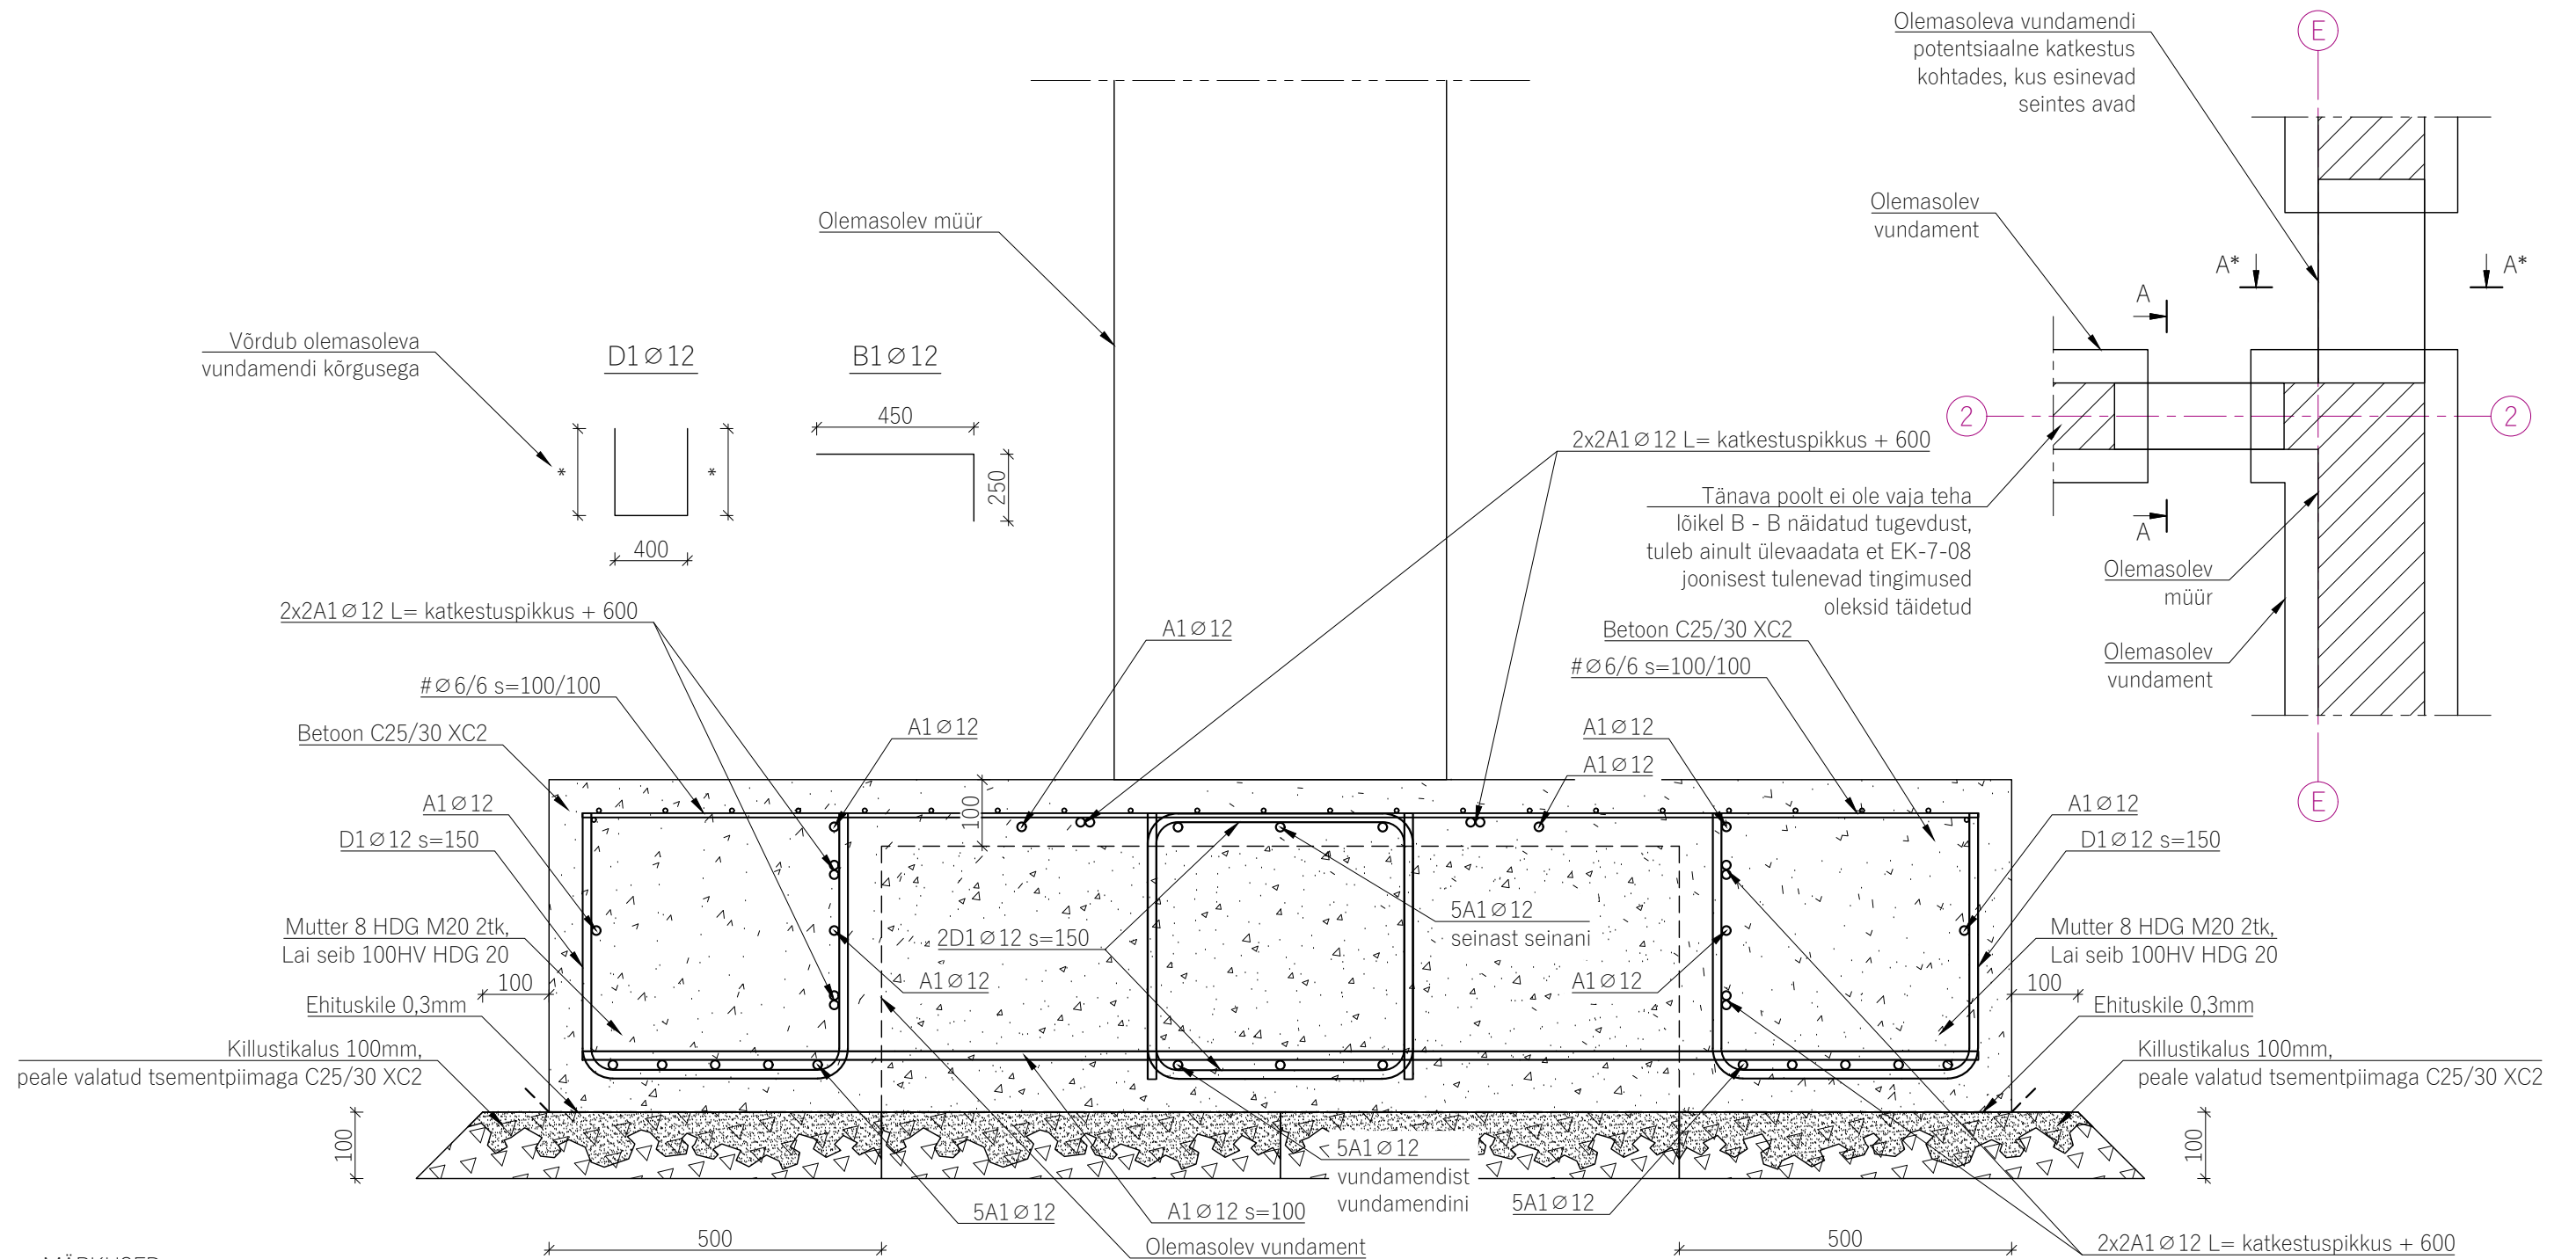 Olemasoleva vundamendi
potentsiaalne katkestus
kohtades, kus esinevad
seintes avad
E
Olemasolev
vundament
A*
A*
A
2
2
A
Olemasolev müür
Võrdub olemasoleva
vundamendi kõrgusega
D1∅12
B1∅12
450
*
*
250
400
2x2A1∅12 L= katkestuspikkus + 600
Tänava poolt ei ole vaja teha
lõikel B - B näidatud tugevdust,
tuleb ainult ülevaadata et EK-7-08
joonisest tulenevad tingimused
oleksid täidetud
Olemasolev
müür
Olemasolev
vundament
E
2x2A1∅12 L= katkestuspikkus + 600
A1∅12
Betoon C25/30 XC2
#∅6/6 s=100/100
#∅6/6 s=100/100
Betoon C25/30 XC2
A1∅12
A1∅12
A1∅12
A1∅12
D1∅12 s=150
100
A1∅12
D1∅12 s=150
Mutter 8 HDG M20 2tk,
Lai seib 100HV HDG 20
2D1∅12 s=150
5A1∅12
seinast seinani
Mutter 8 HDG M20 2tk,
Lai seib 100HV HDG 20
100
A1∅12
A1∅12
100
Ehituskile 0,3mm
Ehituskile 0,3mm
Killustikalus 100mm,
peale valatud tsementpiimaga C25/30 XC2
Killustikalus 100mm,
peale valatud tsementpiimaga C25/30 XC2
100
100
5A1∅12
vundamendist
vundamendini
5A1∅12
A1∅12 s=100
5A1∅12
500
Olemasolev vundament
500
2x2A1∅12 L= katkestuspikkus + 600